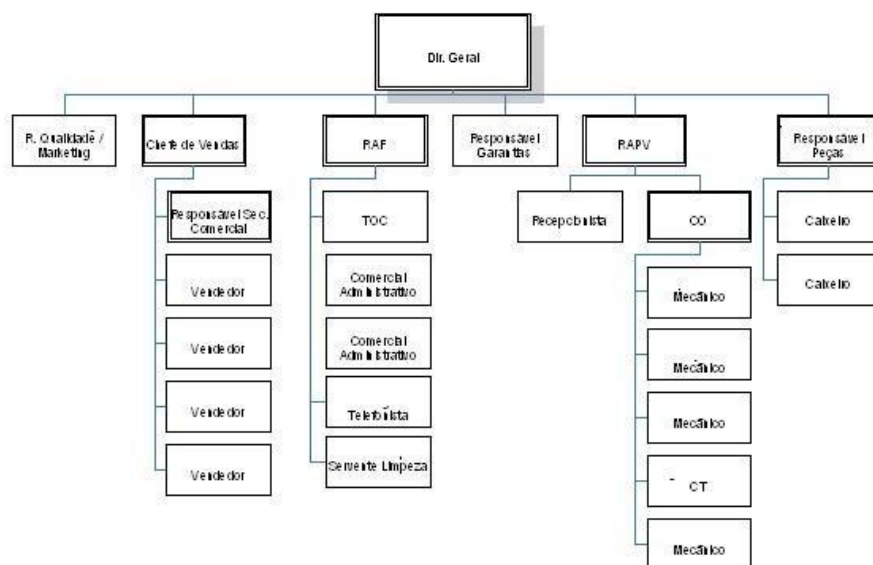 Dir. Geral
R. Qualidade /
Marketing
Chefe de Vendas
RAF
Responsável
Garantias
RAPV
Responsável
Peças
Responsável Sec.
Comercial
TOC
Recepcionista
CO
Caixeiro
Vendedor
Comercial
Administrativo
Mecânico
Caixeiro
Vendedor
Comercial
Administrativo
Mecânico
Vendedor
Telefonista
Mecânico
Vendedor
Servente Limpeza
CT
Mecânico